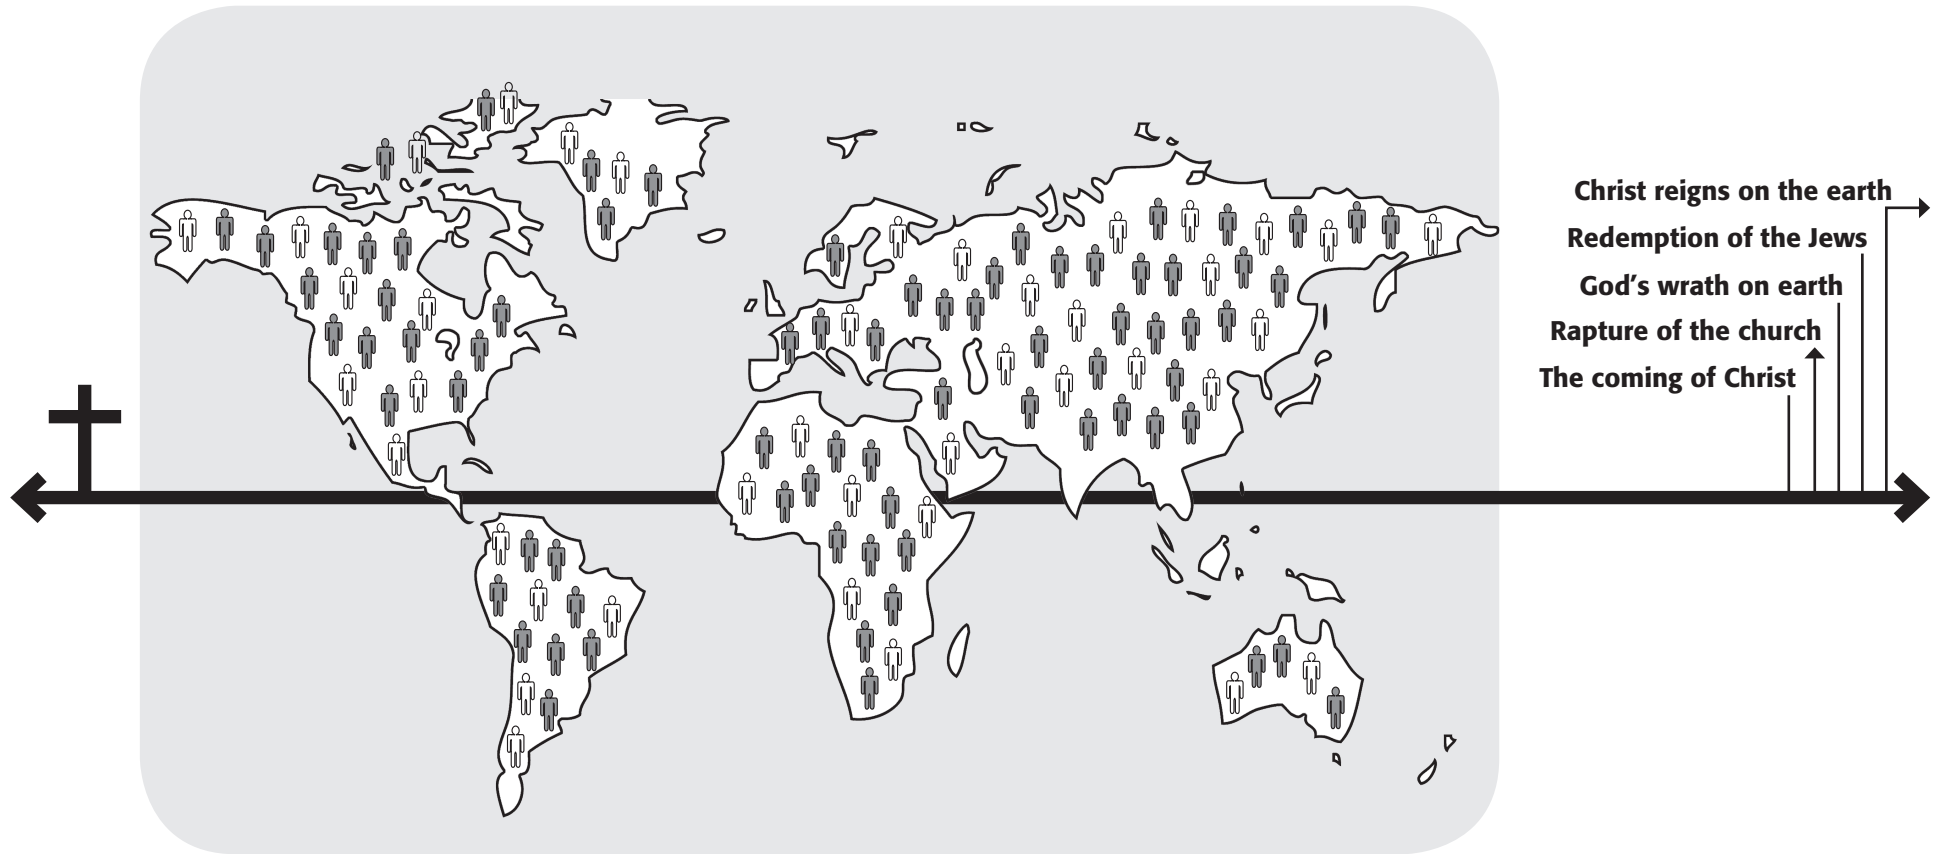 Christ reigns on the earth
Redemption of the Jews
God’s wrath on earth
Rapture of the church
The coming of Christ